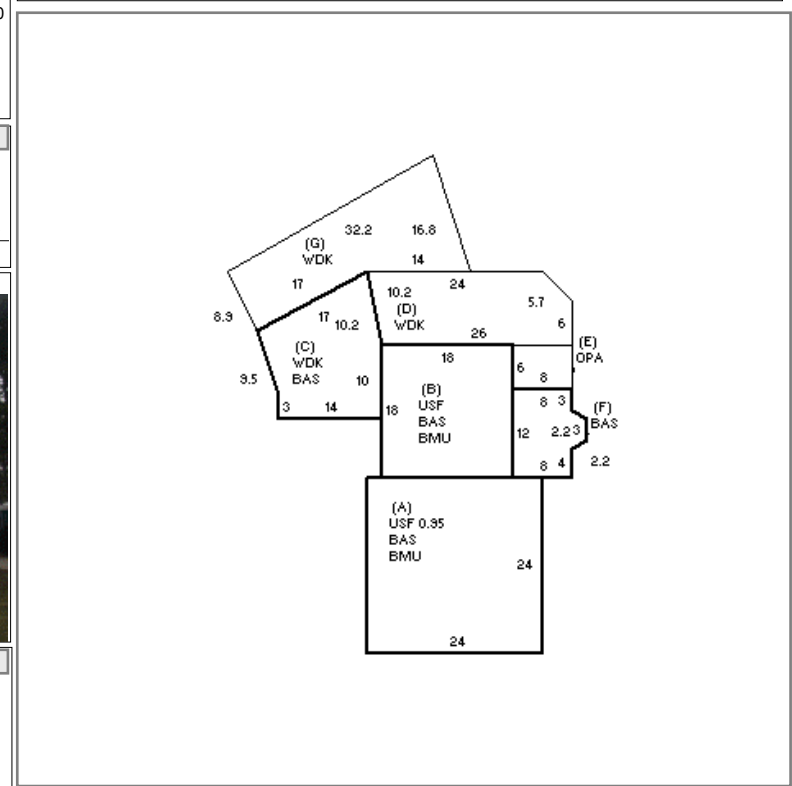 0
32.2 16.8
(G)
WDK
14
17
24
10.2
(D)
WDK
5.7
6
8.9
17
10.2
26
(E)
OPA
(C)
WDK
BAS
18
6
8
9.5
10
(B)
USF
BAS
BMU
8 3
(F)
BAS
3
14
18
12
2.2
3
2.2
8 4
(A)
USF 0.95
BAS
BMU
24
24